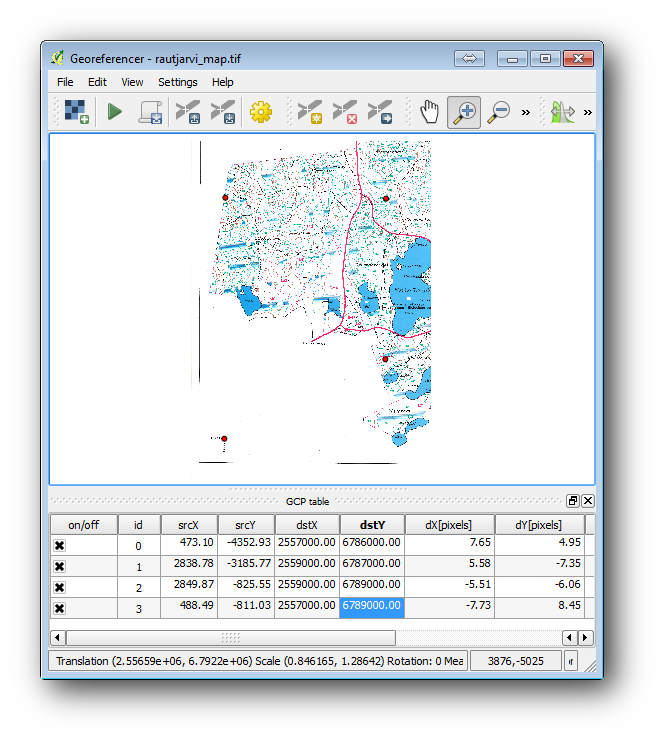 Georeferencer - rautjarvi_map.tif
File Edit View Settings Help
» »
GCP table
on/off id srcX srcY dstX dstY dX[pixels] dY[pixels]
0 473.10 -4352.93 2557000.00 6786000.00 7.65 4.95
1 2838.78 -3185.77 2559000.00 6787000.00 5.58 -7.35
2 2849.87 -825.55 2559000.00 6789000.00 -5.51 -6.06
3 488.49 -811.03 2557000.00 6789000.00 -7.73 8.45
Translation (2.55659e+06, 6.7922e+06) Scale (0.846165, 1.28642) Rotation: 0 Mea 3876,-5025